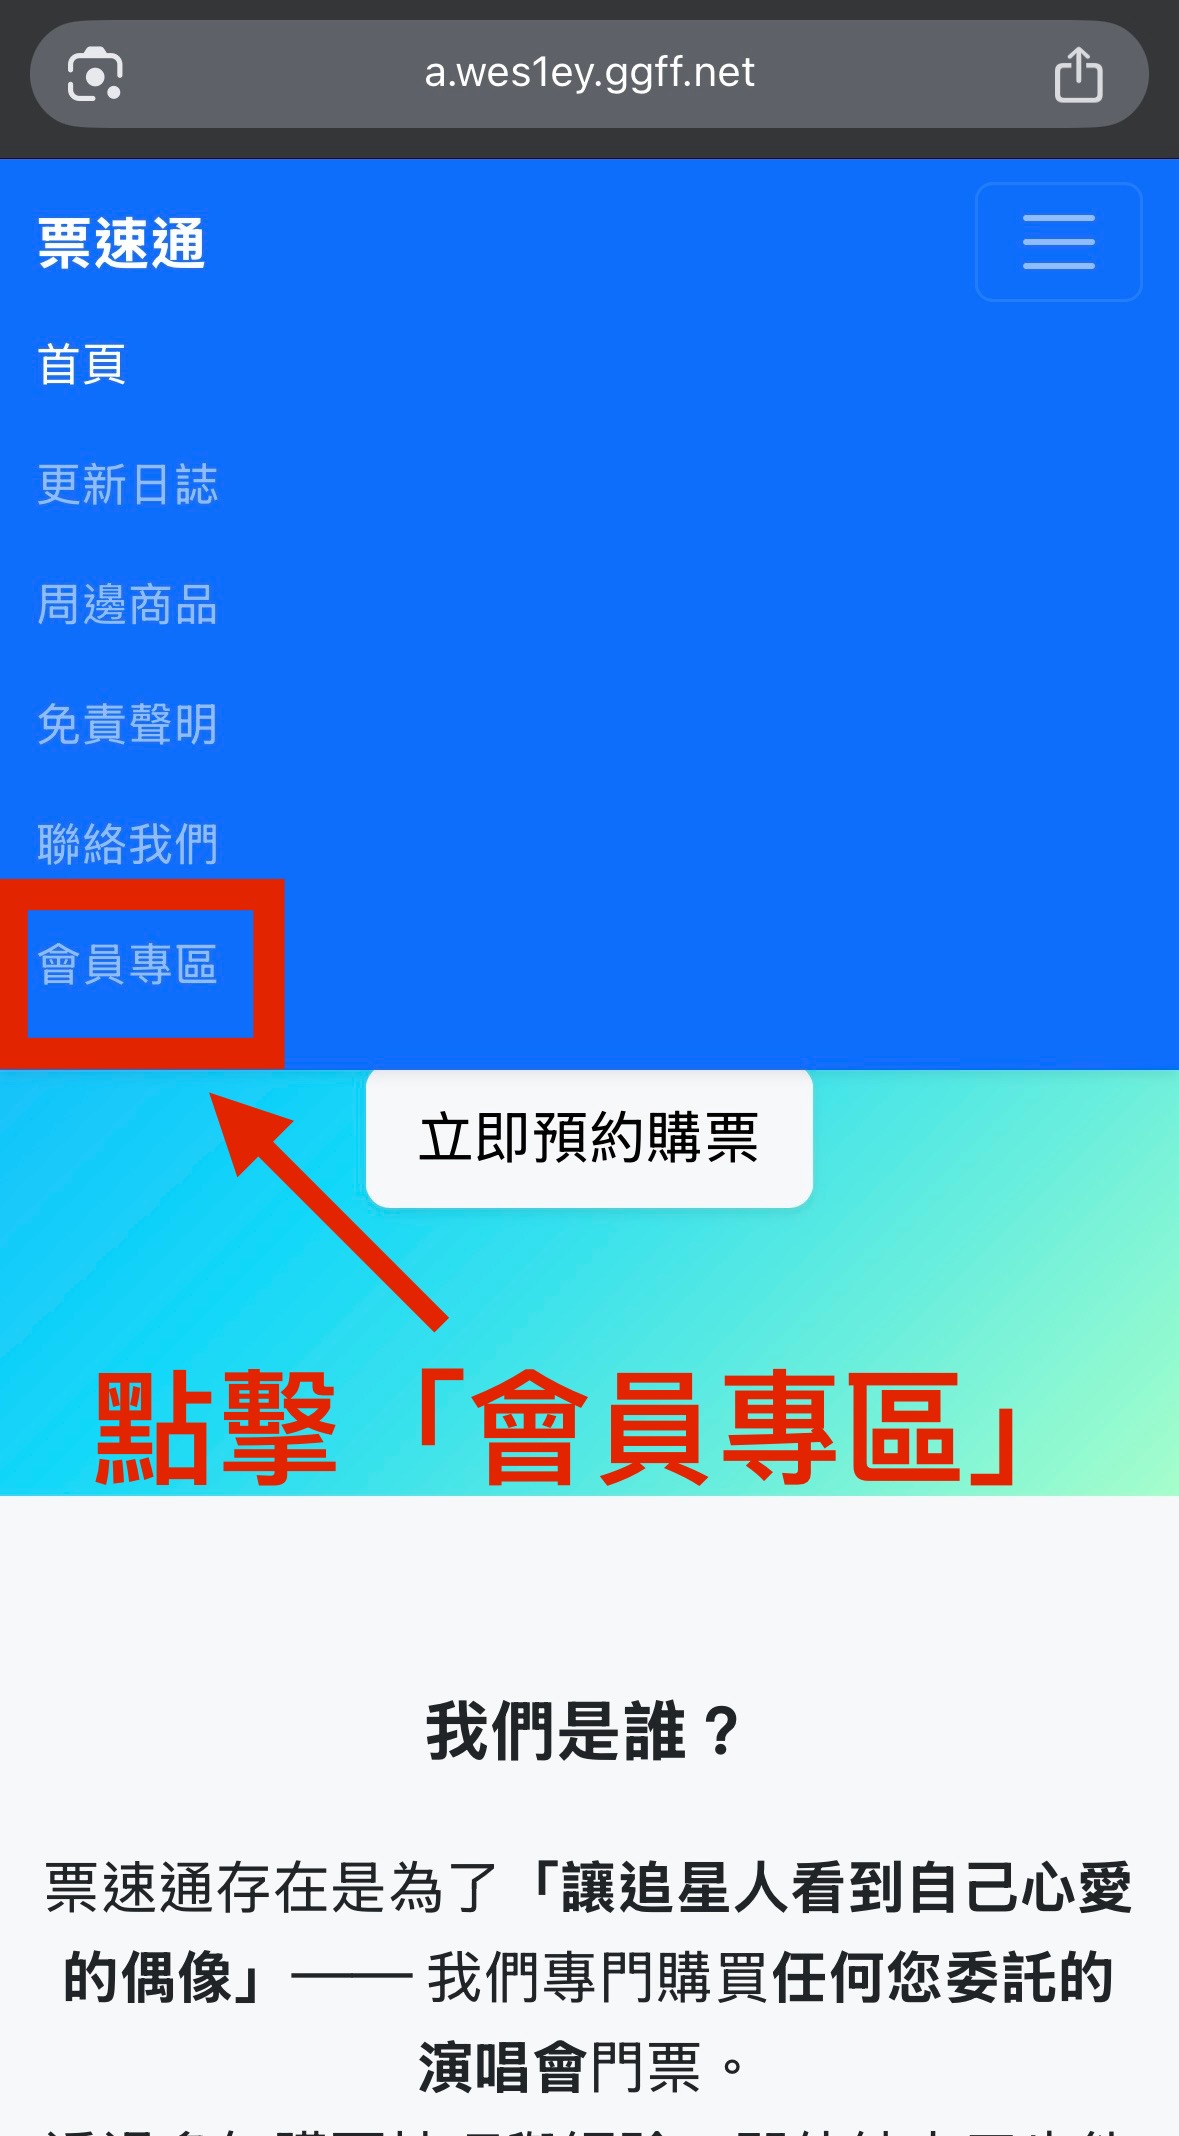 a.wes1ey.ggff.net
票速通
首頁
更新日誌
周邊商品
免責聲明
聯絡我們
會員專區
立即預約購票
點擊「會員專區」
我們是誰？
票速通存在是為了「讓追星人看到自己心愛
的偶像」—— 我們專門購買任何您委託的
演唱會門票。